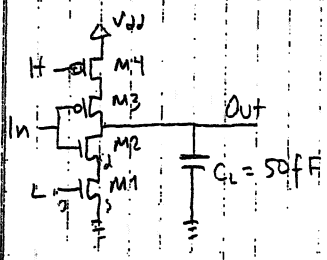 Vdd
H M4
M3
In Out
M2
d
L g M1
s
CL = 50fF